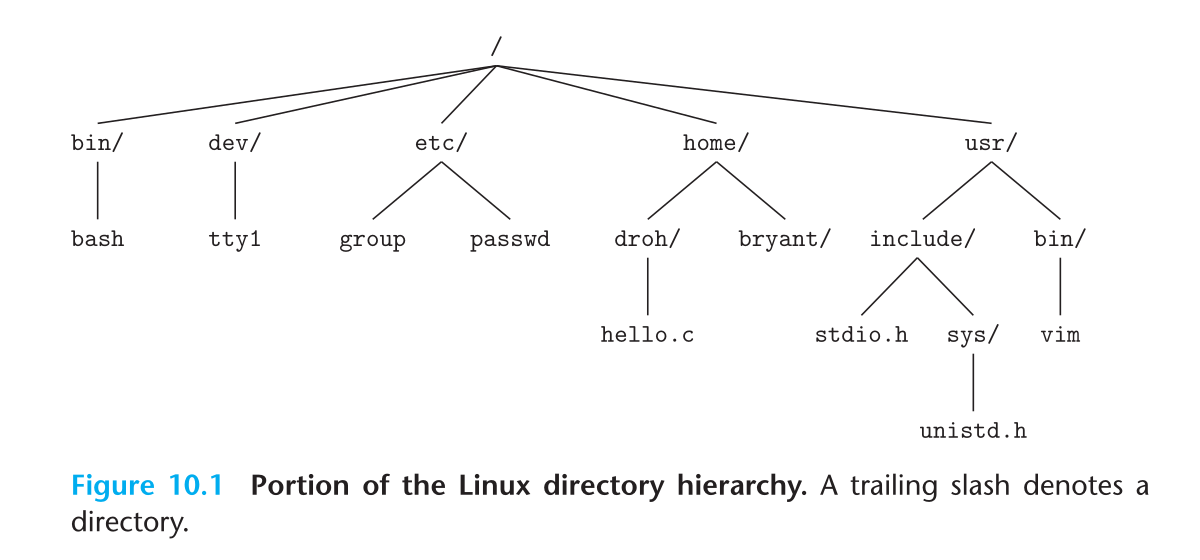 /
bin/ dev/ etc/ home/ usr/
bash tty1 group passwd droh/ bryant/ include/ bin/
hello.c stdio.h sys/ vim
unistd.h
Figure 10.1 Portion of the Linux directory hierarchy. A trailing slash denotes a
directory.